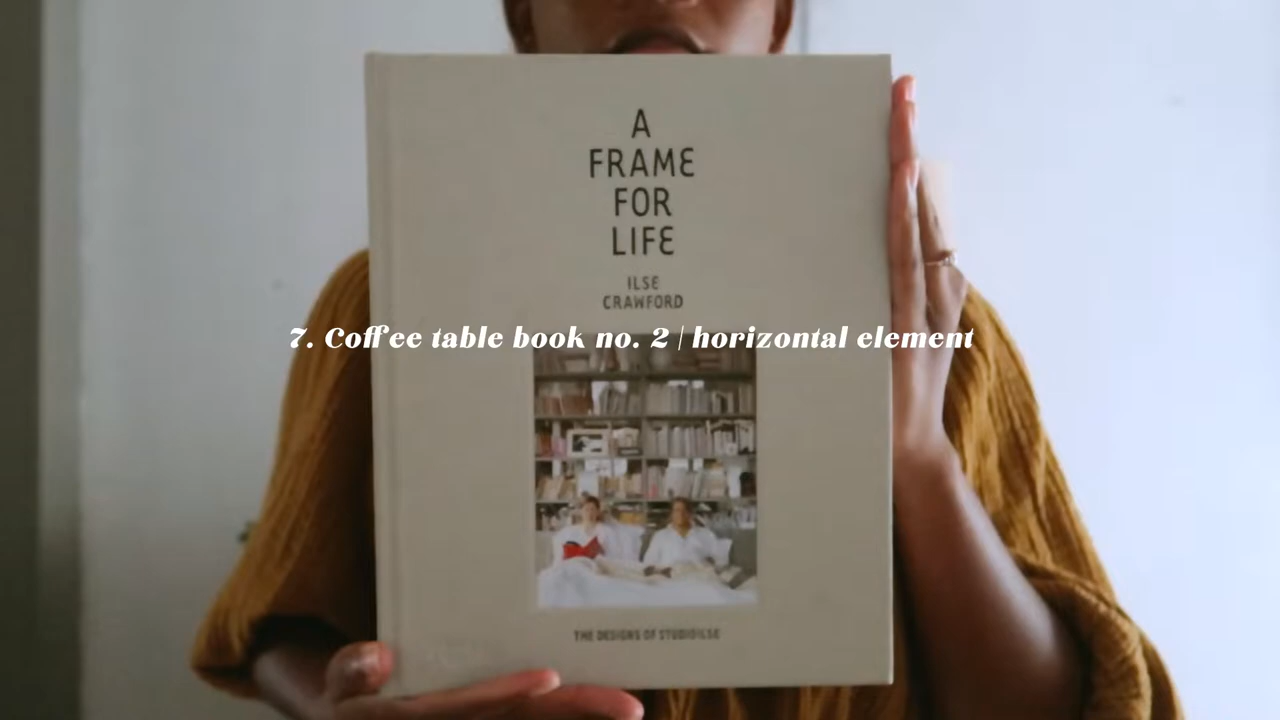 A
FRAME
FOR
LIFE
ILSE
CRAWFORD
7. Coffee table book no. 2 | horizontal element
THE DESIGNS OF STUDIOILSE